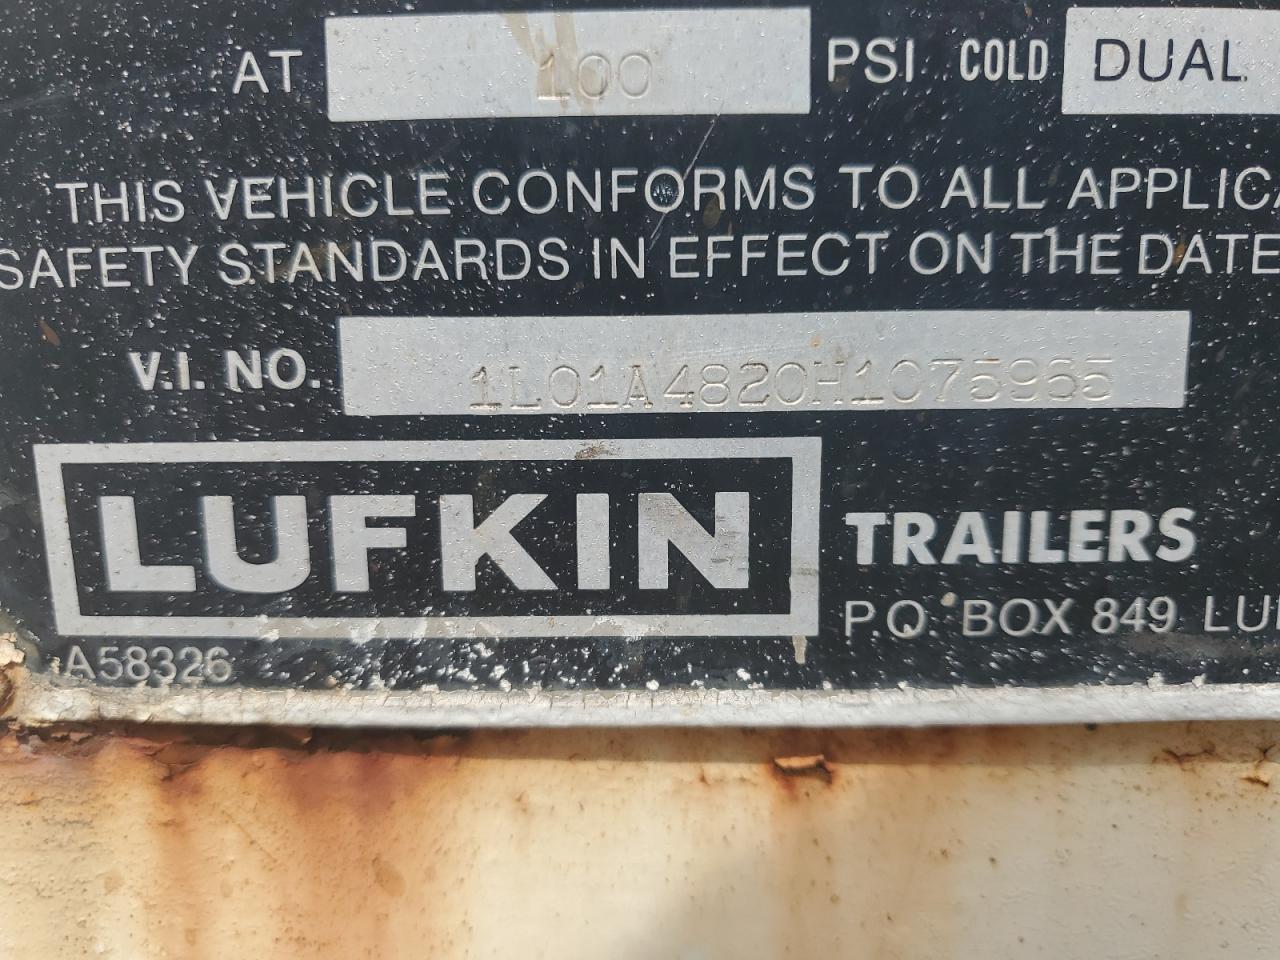 AT 100 PSI COLD DUAL
THIS VEHICLE CONFORMS TO ALL APPLICA
SAFETY STANDARDS IN EFFECT ON THE DATE
V.I. NO. 1L01A4820H1075965
LUFKIN TRAILERS
P.O. BOX 849 LU
A58326